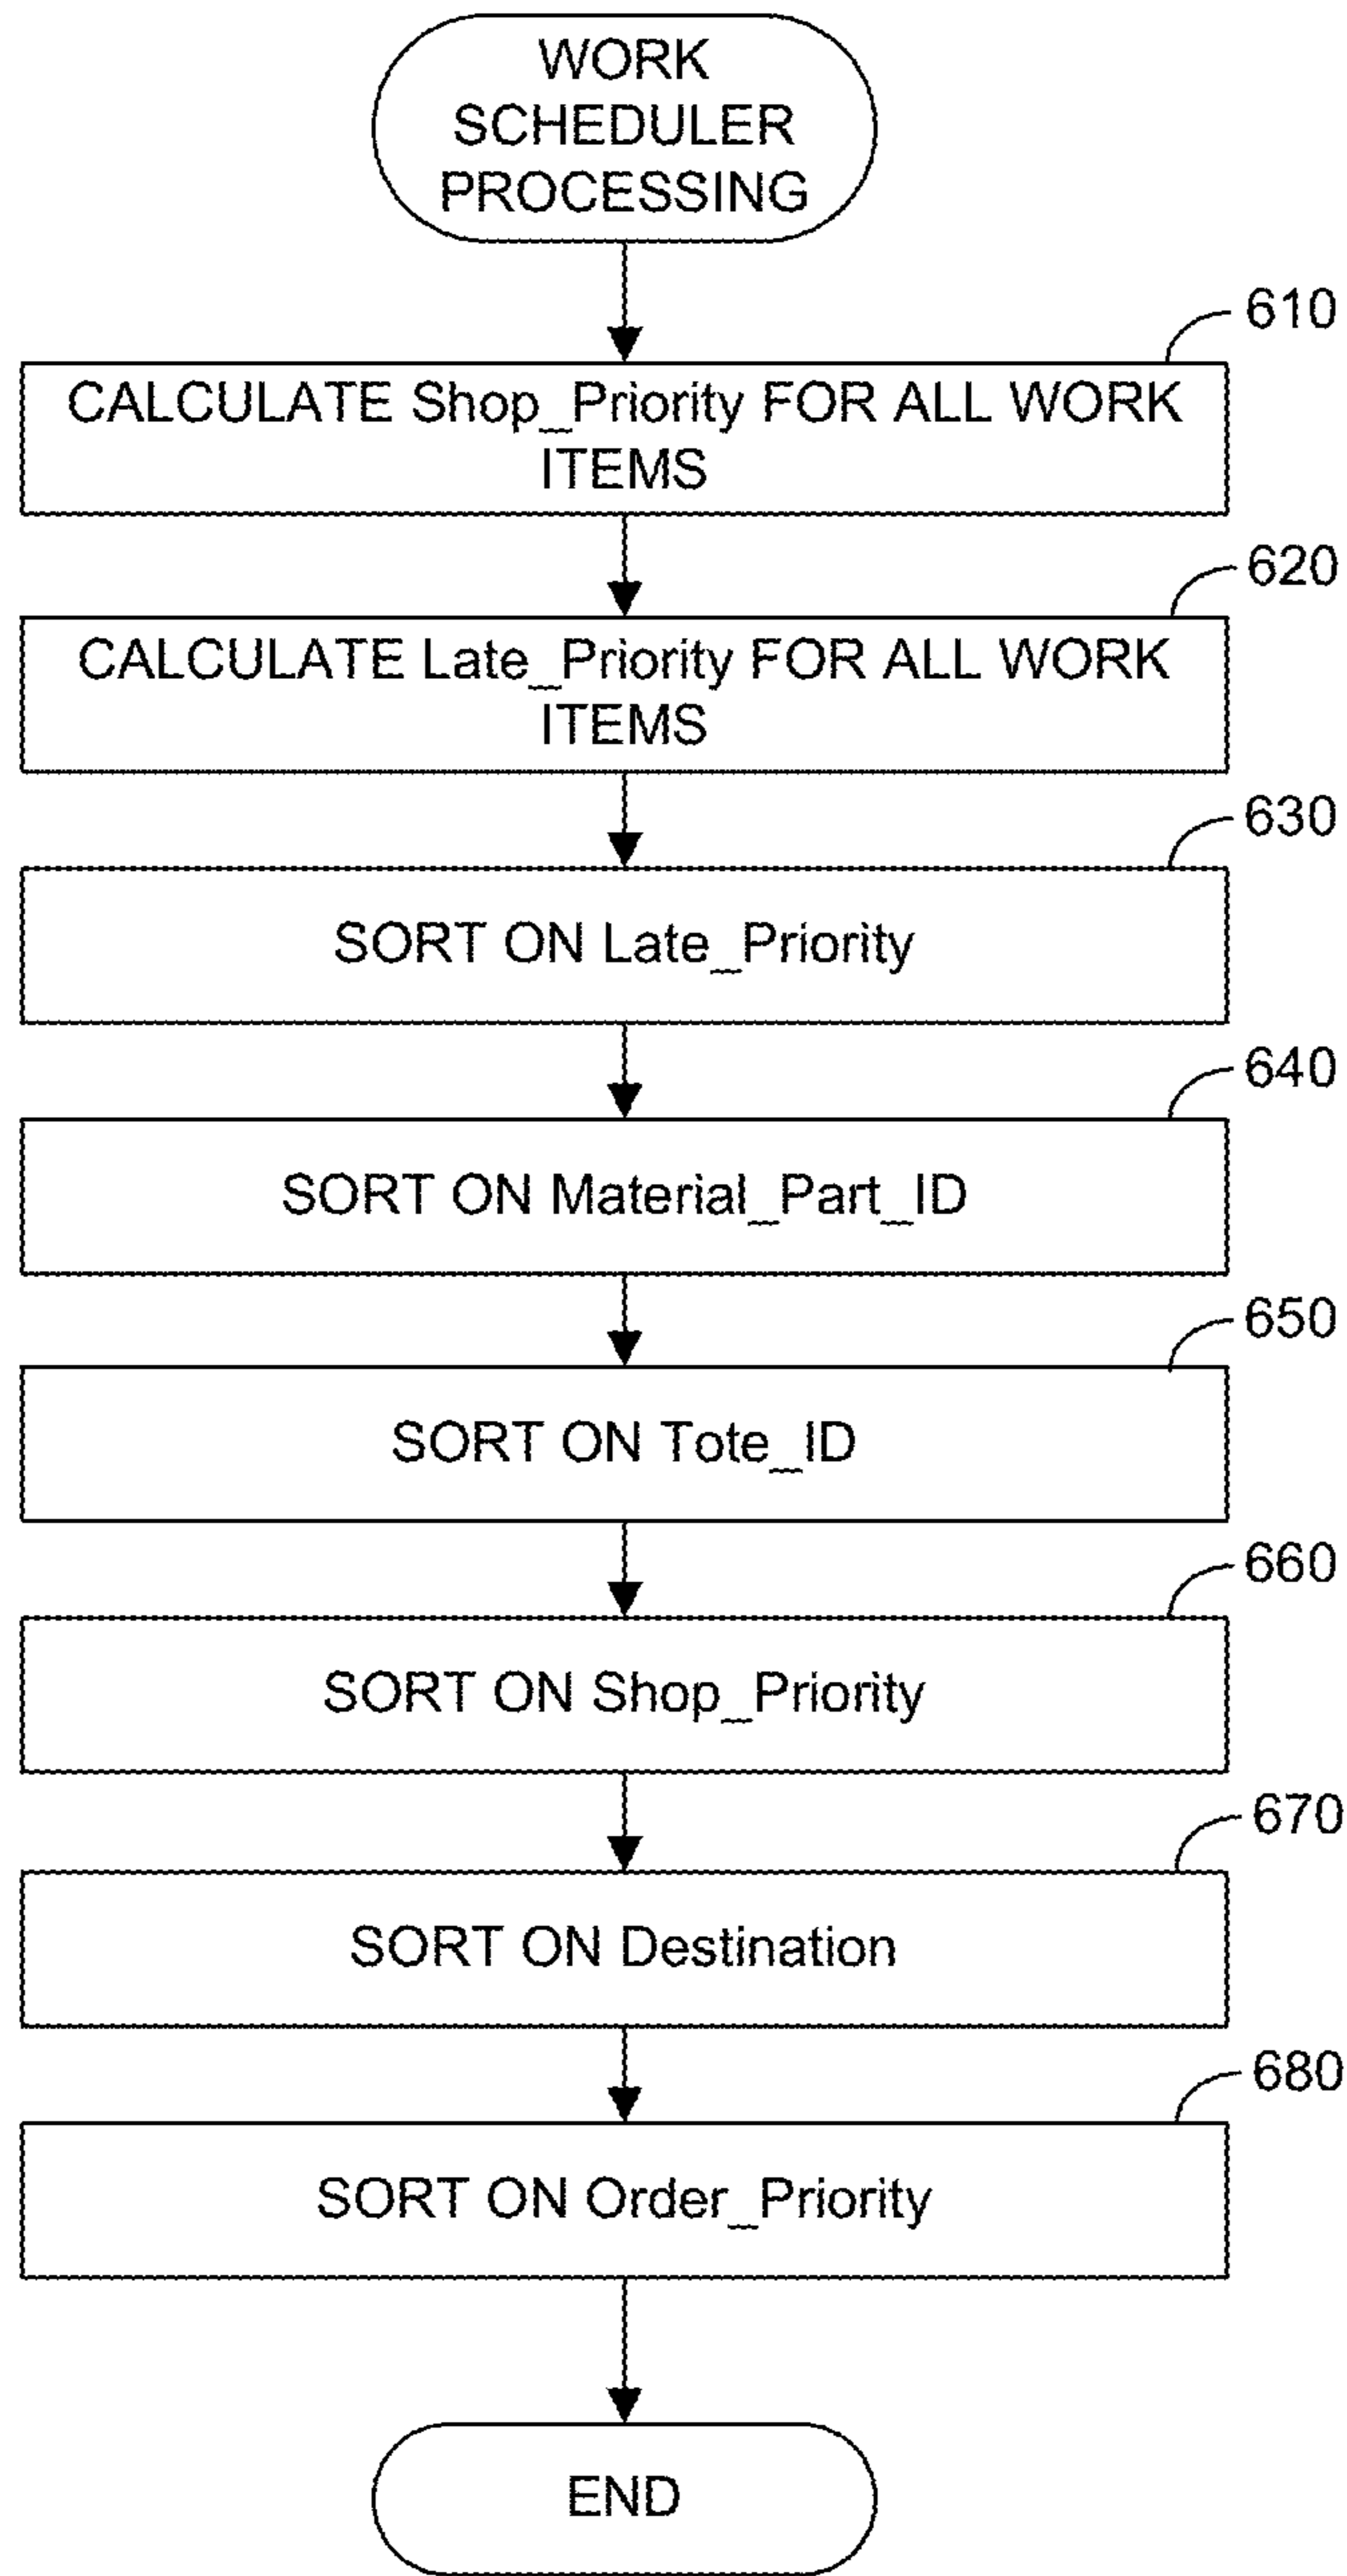 WORK
SCHEDULER
PROCESSING
610
CALCULATE Shop_Priority FOR ALL WORK
ITEMS
620
CALCULATE Late_Priority FOR ALL WORK
ITEMS
630
SORT ON Late_Priority
640
SORT ON Material_Part_ID
650
SORT ON Tote_ID
660
SORT ON Shop_Priority
670
SORT ON Destination
680
SORT ON Order_Priority
END